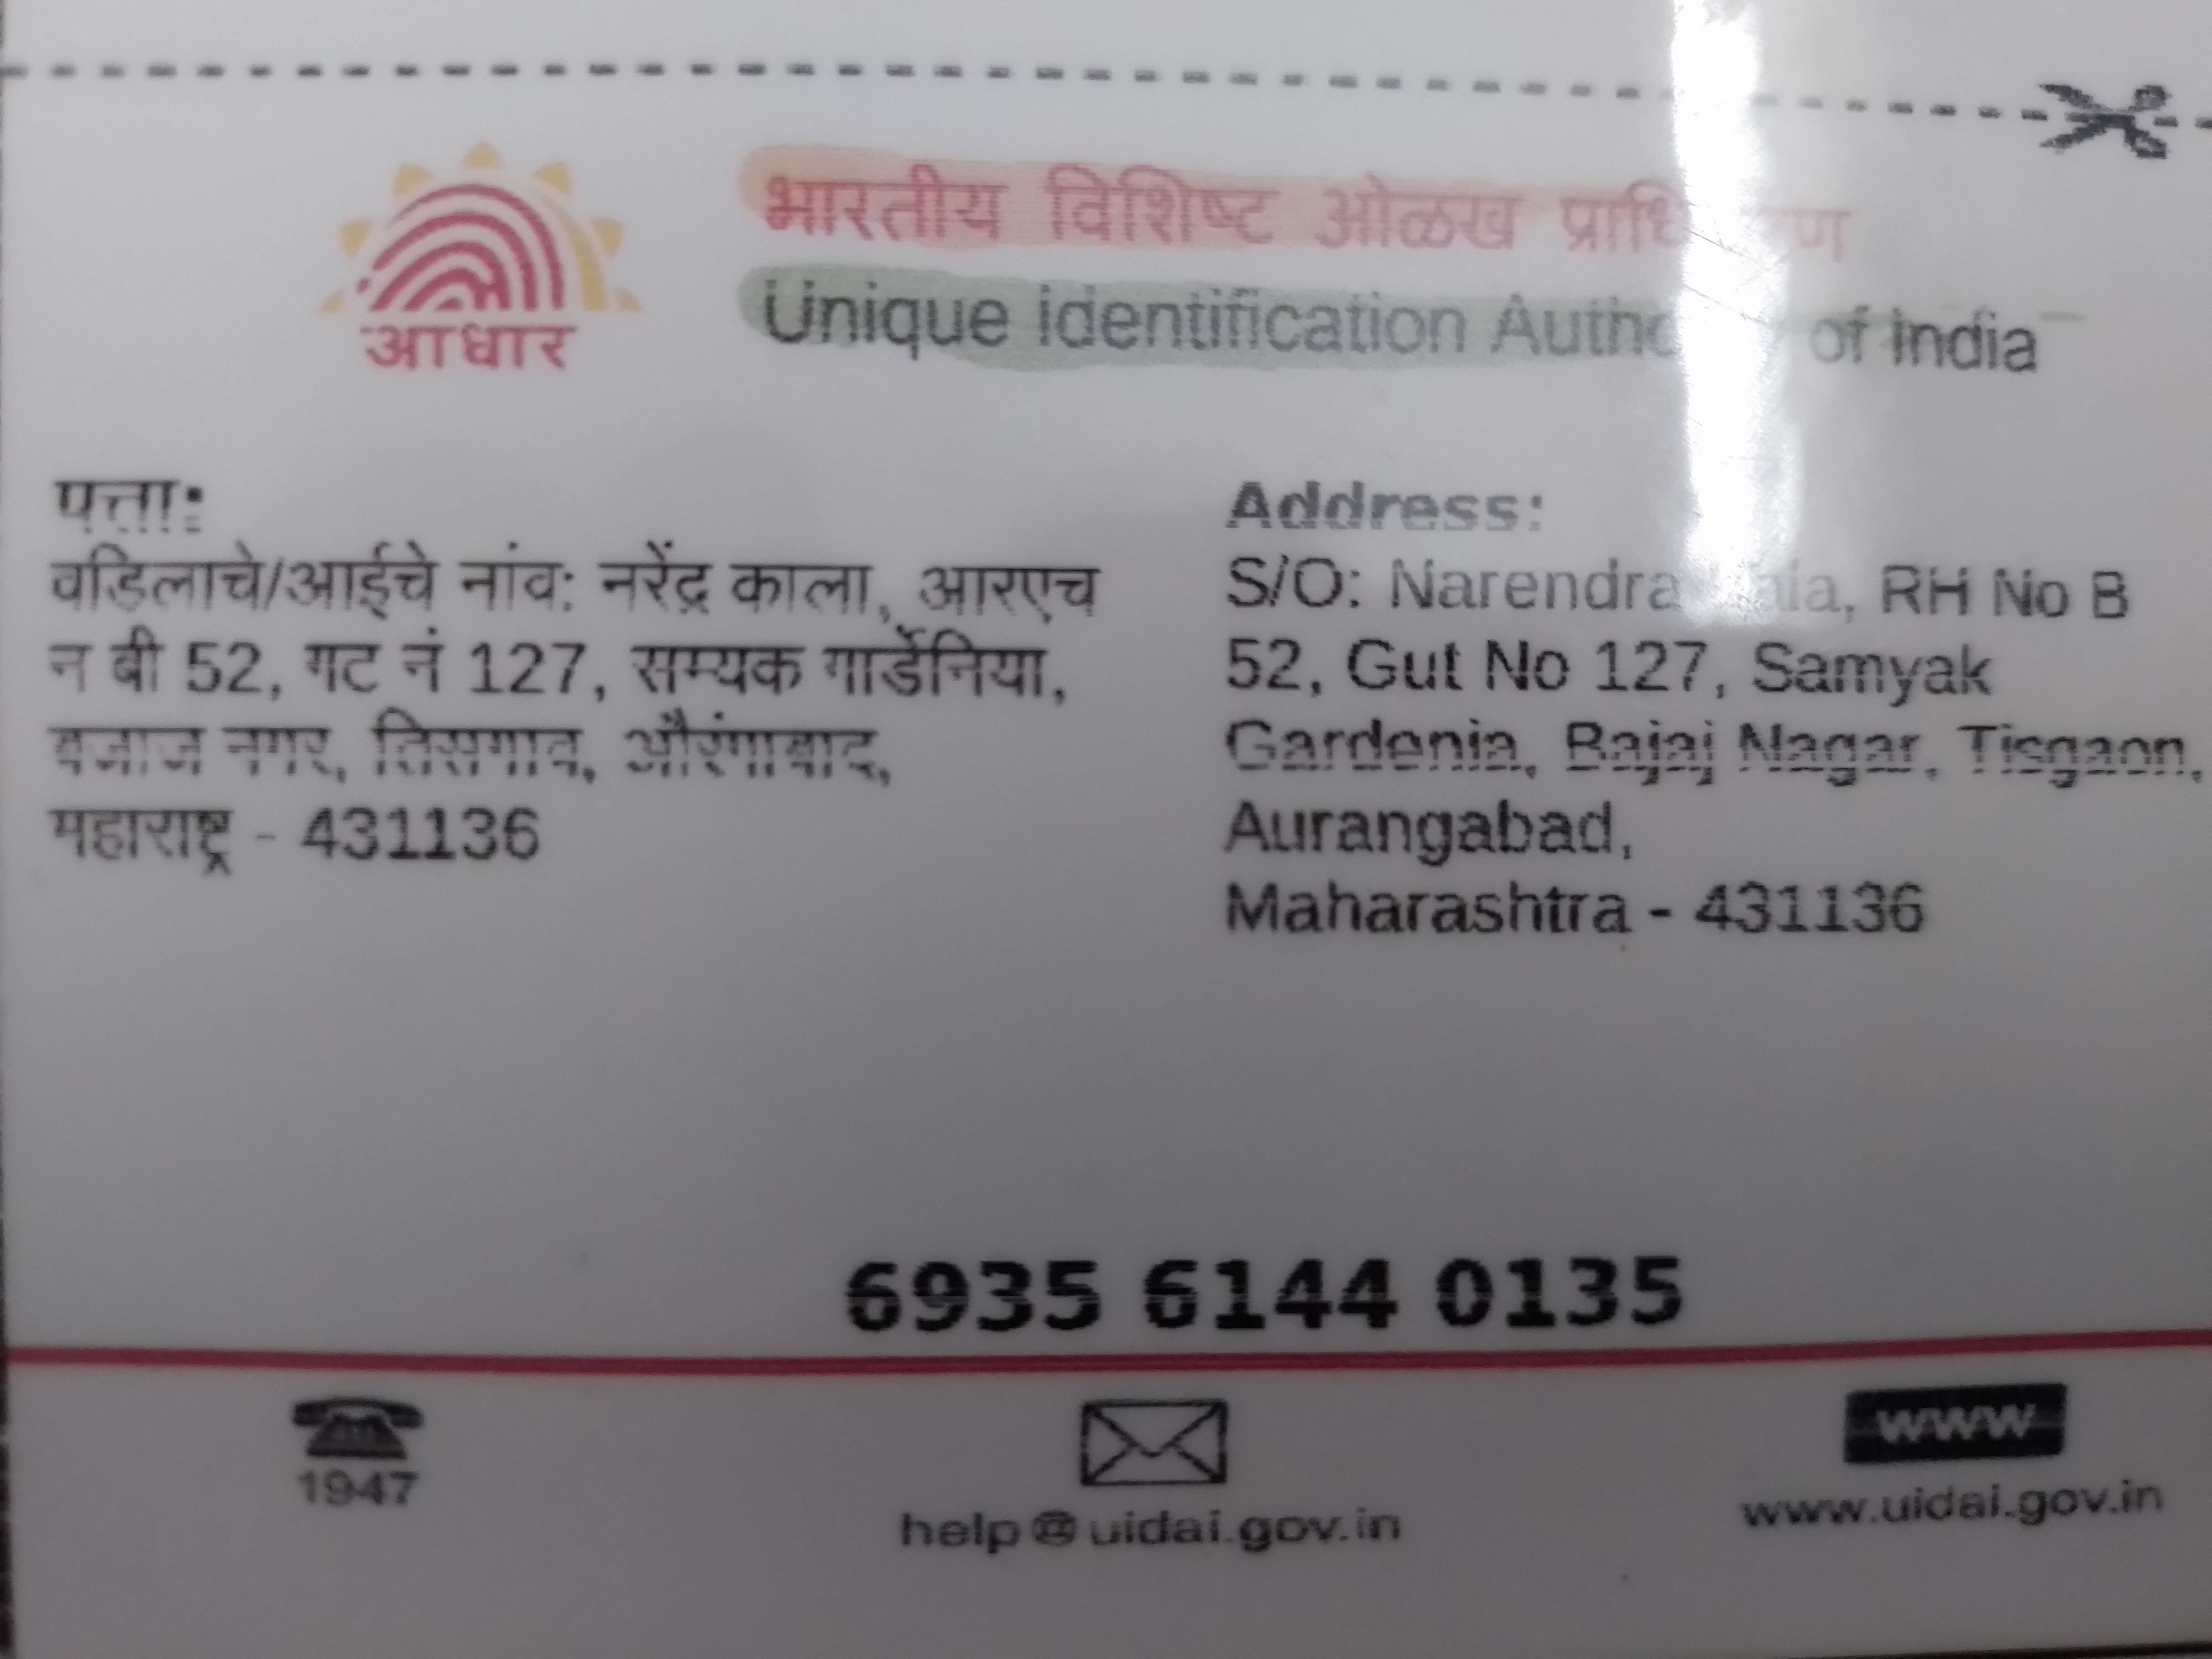 आधार
भारतीय विशिष्ट ओळख
Unique Identification of India
पत्ता:
वडिलाचे/आईचे नांव: नरेंद्र काला, आरएच
न बी 52, गट नं 127, सम्यक गार्डेनिया,
बजाज नगर, तिसगाव, औरंगाबाद,
महाराष्ट्र - 431136
Address:
S/O: Narendra RH No B
52, Gut No 127, Samyak
Gardenia, Bajaj Nagar, Tisgaon,
Aurangabad,
Maharashtra - 431136
6935 6144 0135
1947
help@uidai.gov.in
www
www.uidai.gov.in